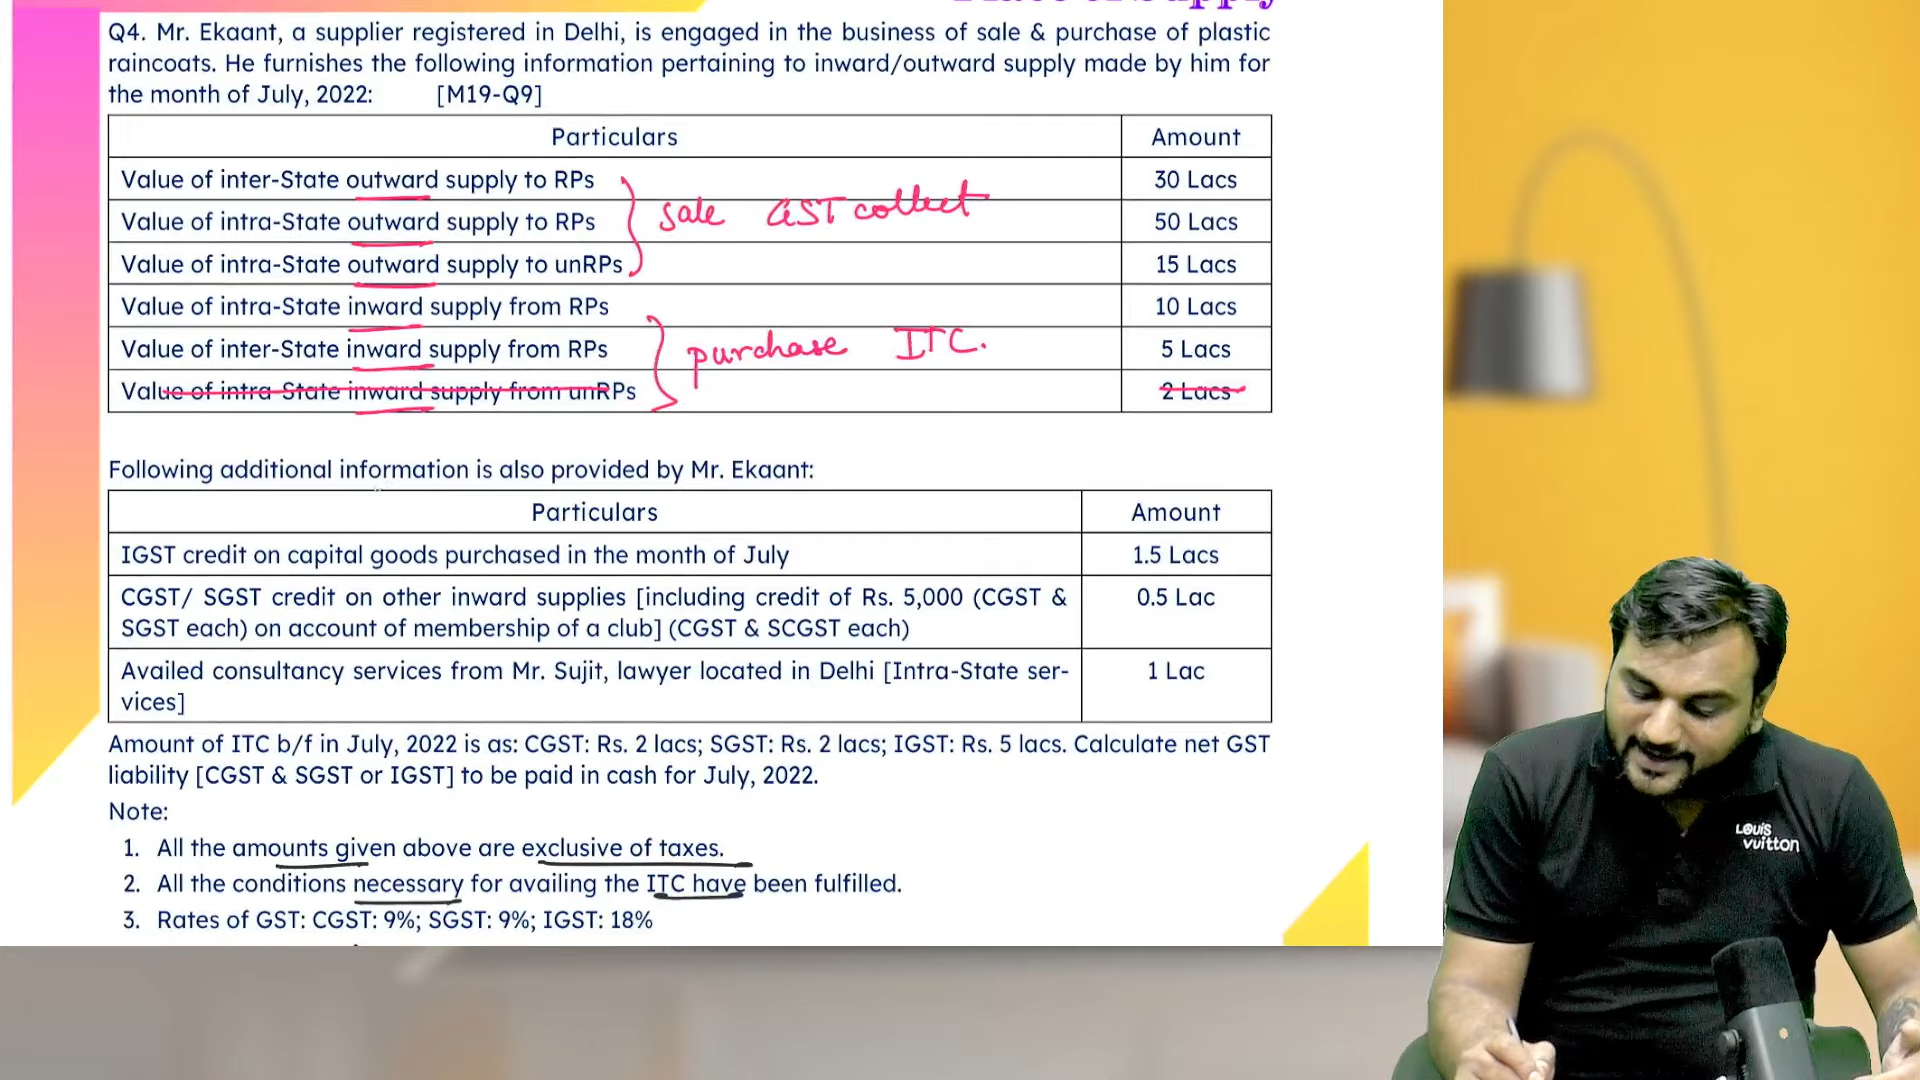 Place of Supply
Q4. Mr. Ekaant, a supplier registered in Delhi, is engaged in the business of sale & purchase of plastic
raincoats. He furnishes the following information pertaining to inward/outward supply made by him for
the month of July, 2022: [M19-Q9]
Particulars Amount
Value of inter-State outward supply to RPs 30 Lacs
Value of intra-State outward supply to RPs 50 Lacs
sale GST collect
Value of intra-State outward supply to unRPs 15 Lacs
Value of intra-State inward supply from RPs 10 Lacs
Value of inter-State inward supply from RPs 5 Lacs
purchase ITC.
Value of intra-State inward supply from unRPs 2 Lacs
Following additional information is also provided by Mr. Ekaant:
Particulars Amount
IGST credit on capital goods purchased in the month of July 1.5 Lacs
CGST/ SGST credit on other inward supplies [including credit of Rs. 5,000 (CGST & 0.5 Lac
SGST each) on account of membership of a club] (CGST & SCGST each)
Availed consultancy services from Mr. Sujit, lawyer located in Delhi [Intra-State ser- 1 Lac
vices]
Amount of ITC b/f in July, 2022 is as: CGST: Rs. 2 lacs; SGST: Rs. 2 lacs; IGST: Rs. 5 lacs. Calculate net GST
liability [CGST & SGST or IGST] to be paid in cash for July, 2022.
Note:
1. All the amounts given above are exclusive of taxes.
2. All the conditions necessary for availing the ITC have been fulfilled.
3. Rates of GST: CGST: 9%; SGST: 9%; IGST: 18%
Louis
vuitton